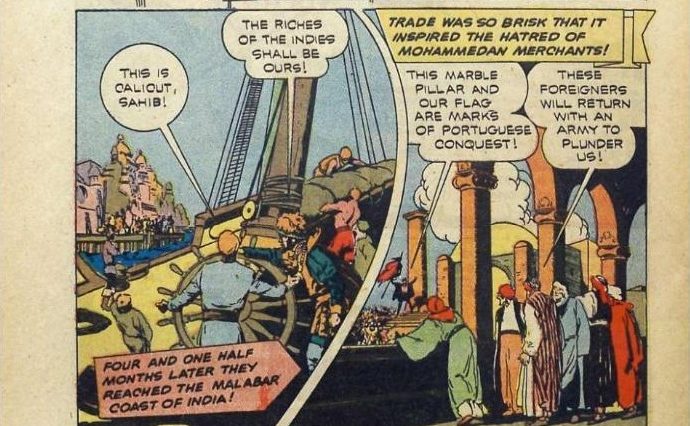 THIS IS
CALICUT,
SAHIB!
THE RICHES
OF THE INDIES
SHALL BE
OURS!
FOUR AND ONE HALF
MONTHS LATER THEY
REACHED THE MALABAR
COAST OF INDIA!
TRADE WAS SO BRISK THAT IT
INSPIRED THE HATRED OF
MOHAMMEDAN MERCHANTS!
THIS MARBLE
PILLAR AND
OUR FLAG
ARE MARKS
OF PORTUGUESE
CONQUEST!
THESE
FOREIGNERS
WILL RETURN
WITH AN
ARMY TO
PLUNDER
US!